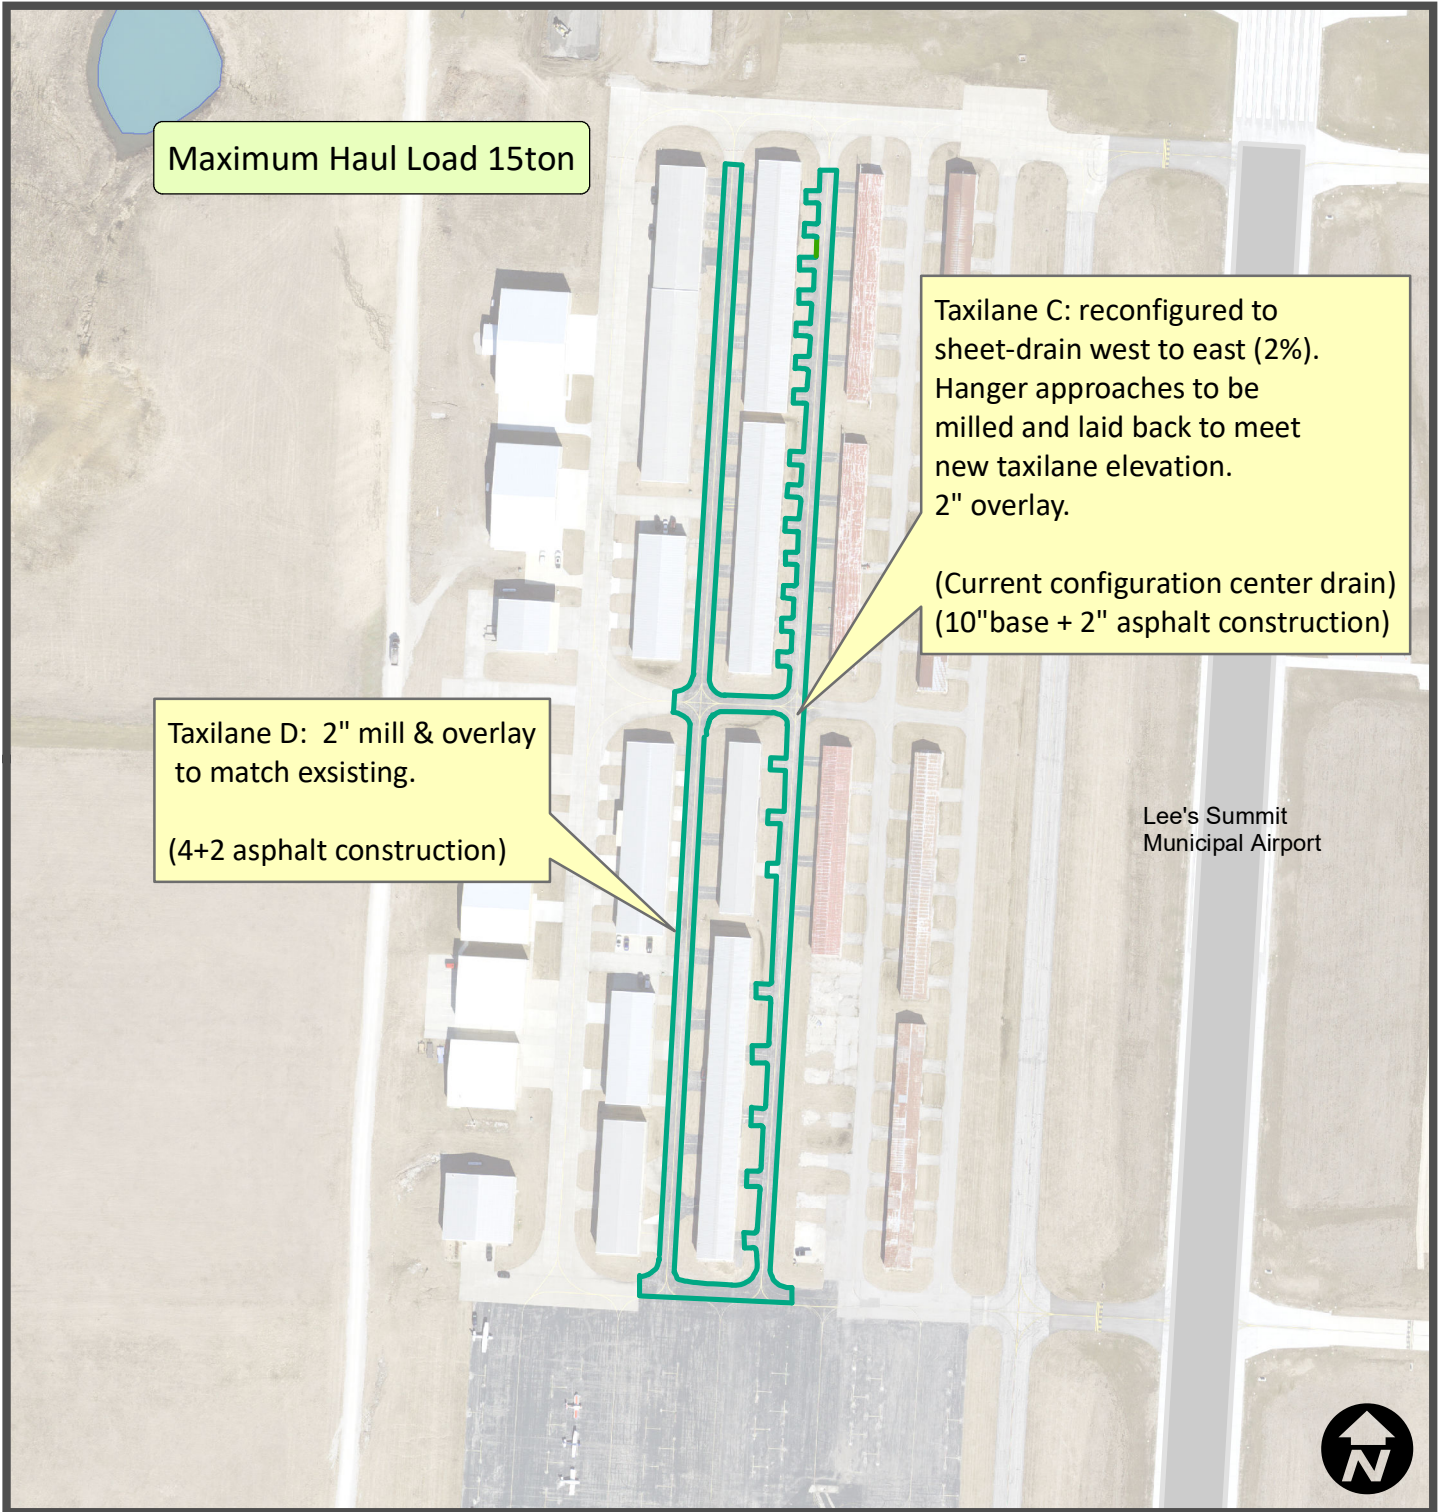 Maximum Haul Load 15ton
Taxilane C: reconfigured to
sheet-drain west to east (2%).
Hanger approaches to be
milled and laid back to meet
new taxilane elevation.
2" overlay.
(Current configuration center drain)
(10"base + 2" asphalt construction)
Taxilane D:  2" mill & overlay
to match exsisting.
(4+2 asphalt construction)
Lee's Summit
Municipal Airport
N